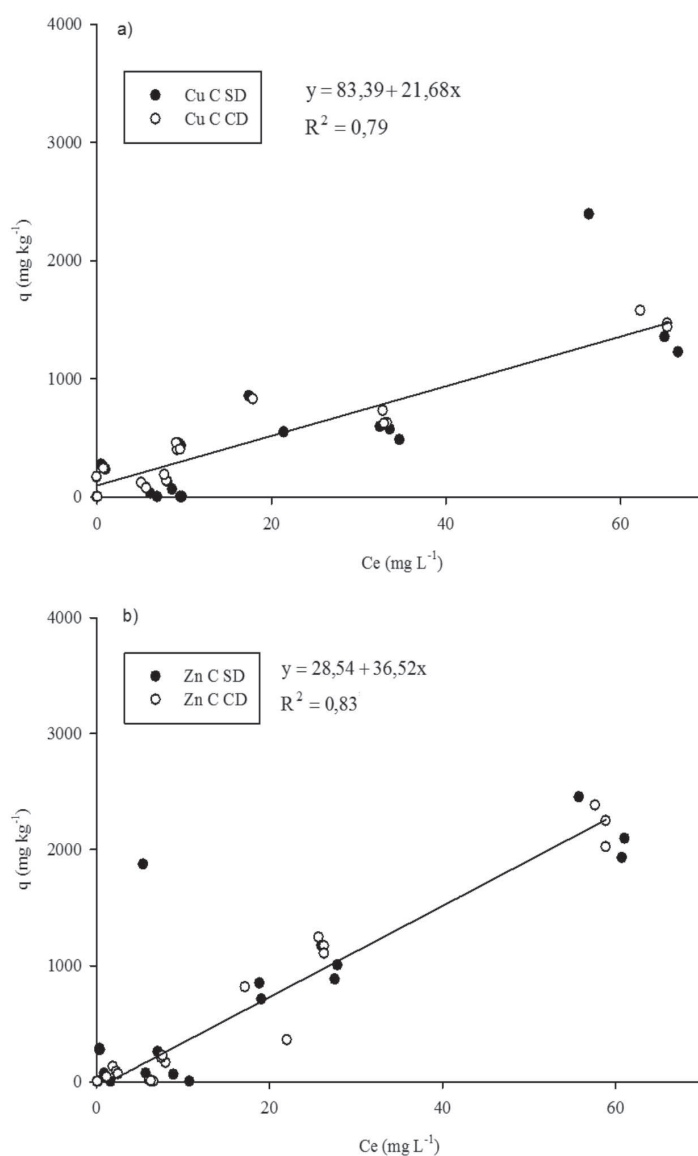 a)
4000
3000
2000
1000
0
q (mg kg⁻¹)
Cu C SD
Cu C CD
y = 83,39 + 21,68x
R² = 0,79
0 20 40 60
Ce (mg L⁻¹)
b)
4000
3000
2000
1000
0
q (mg kg⁻¹)
Zn C SD
Zn C CD
y = 28,54 + 36,52x
R² = 0,83
0 20 40 60
Ce (mg L⁻¹)